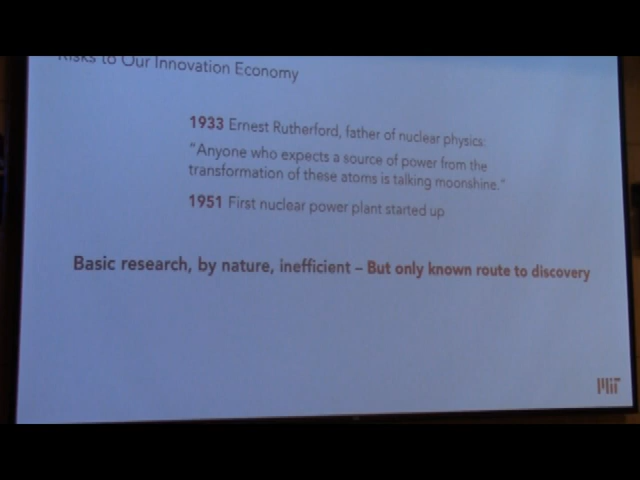 Risks to Our Innovation Economy
1933 Ernest Rutherford, father of nuclear physics:
"Anyone who expects a source of power from the
transformation of these atoms is talking moonshine."
1951 First nuclear power plant started up
Basic research, by nature, inefficient – But only known route to discovery
MIT